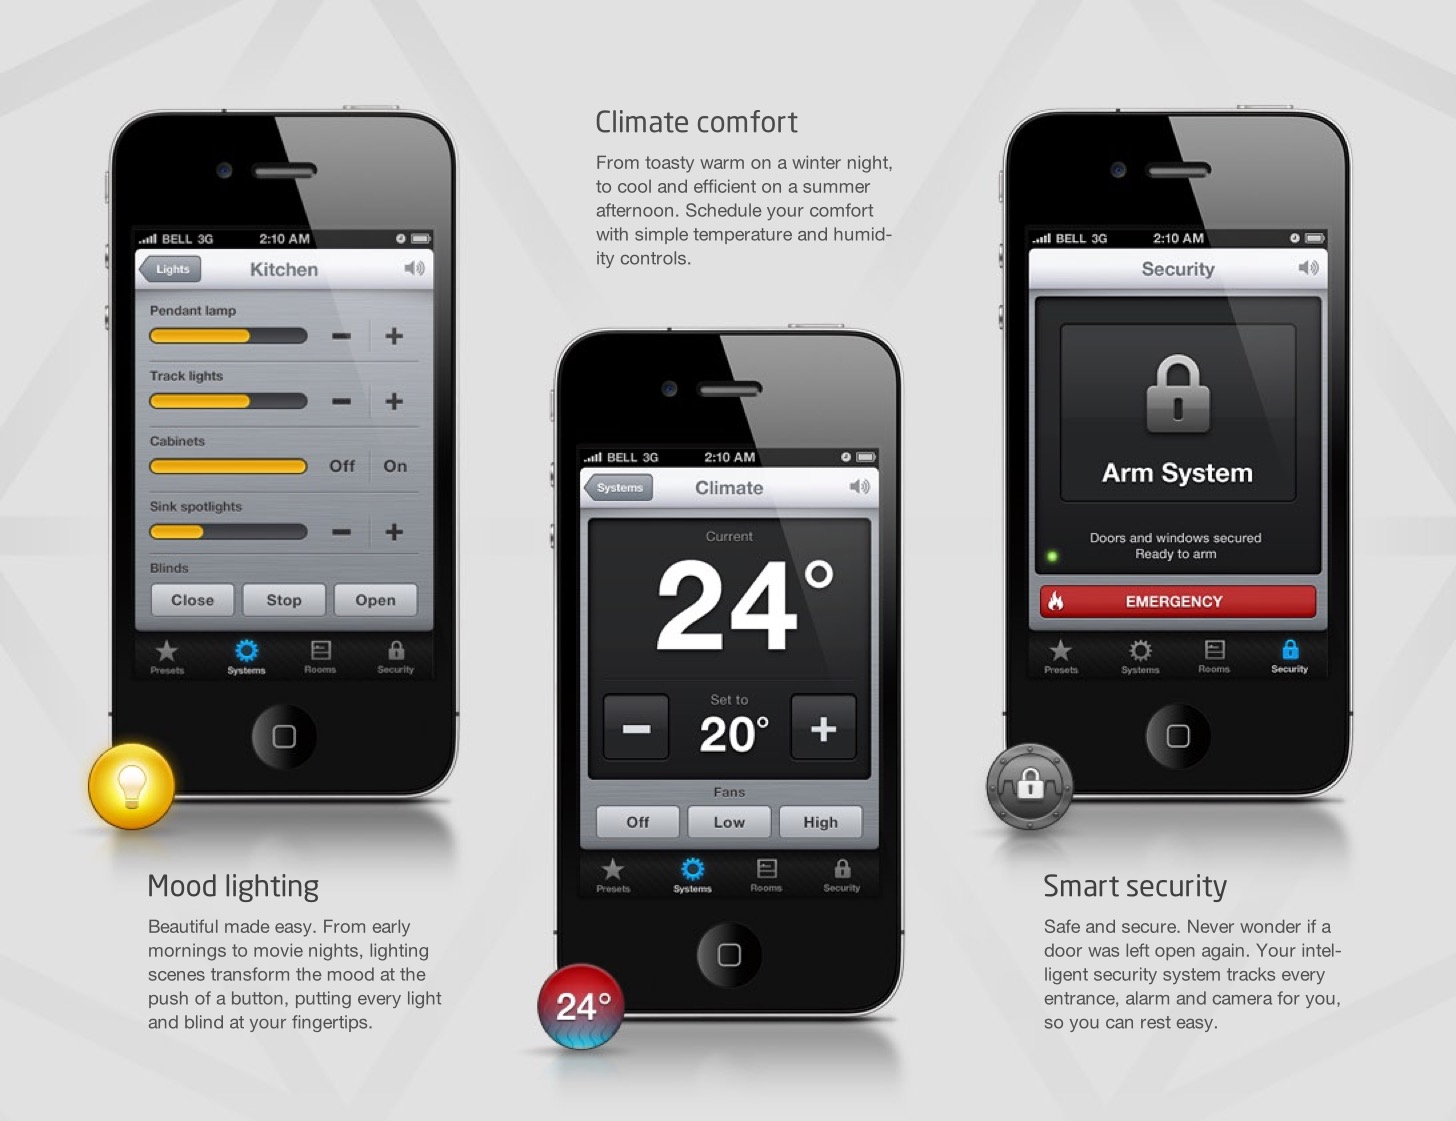 BELL 3G 2:10 AM
Lights Kitchen
Pendant lamp
Track lights
Cabinets
Off On
Sink spotlights
Blinds
Close Stop Open
Presets Systems Rooms Security
Mood lighting
Beautiful made easy. From early
mornings to movie nights, lighting
scenes transform the mood at the
push of a button, putting every light
and blind at your fingertips.
Climate comfort
From toasty warm on a winter night,
to cool and efficient on a summer
afternoon. Schedule your comfort
with simple temperature and humid-
ity controls.
BELL 3G 2:10 AM
Systems Climate
Current
24°
Set to
− 20° +
Fans
Off Low High
Presets Systems Rooms Security
24°
BELL 3G 2:10 AM
Security
Arm System
Doors and windows secured
Ready to arm
EMERGENCY
Presets Systems Rooms Security
Smart security
Safe and secure. Never wonder if a
door was left open again. Your intel-
ligent security system tracks every
entrance, alarm and camera for you,
so you can rest easy.